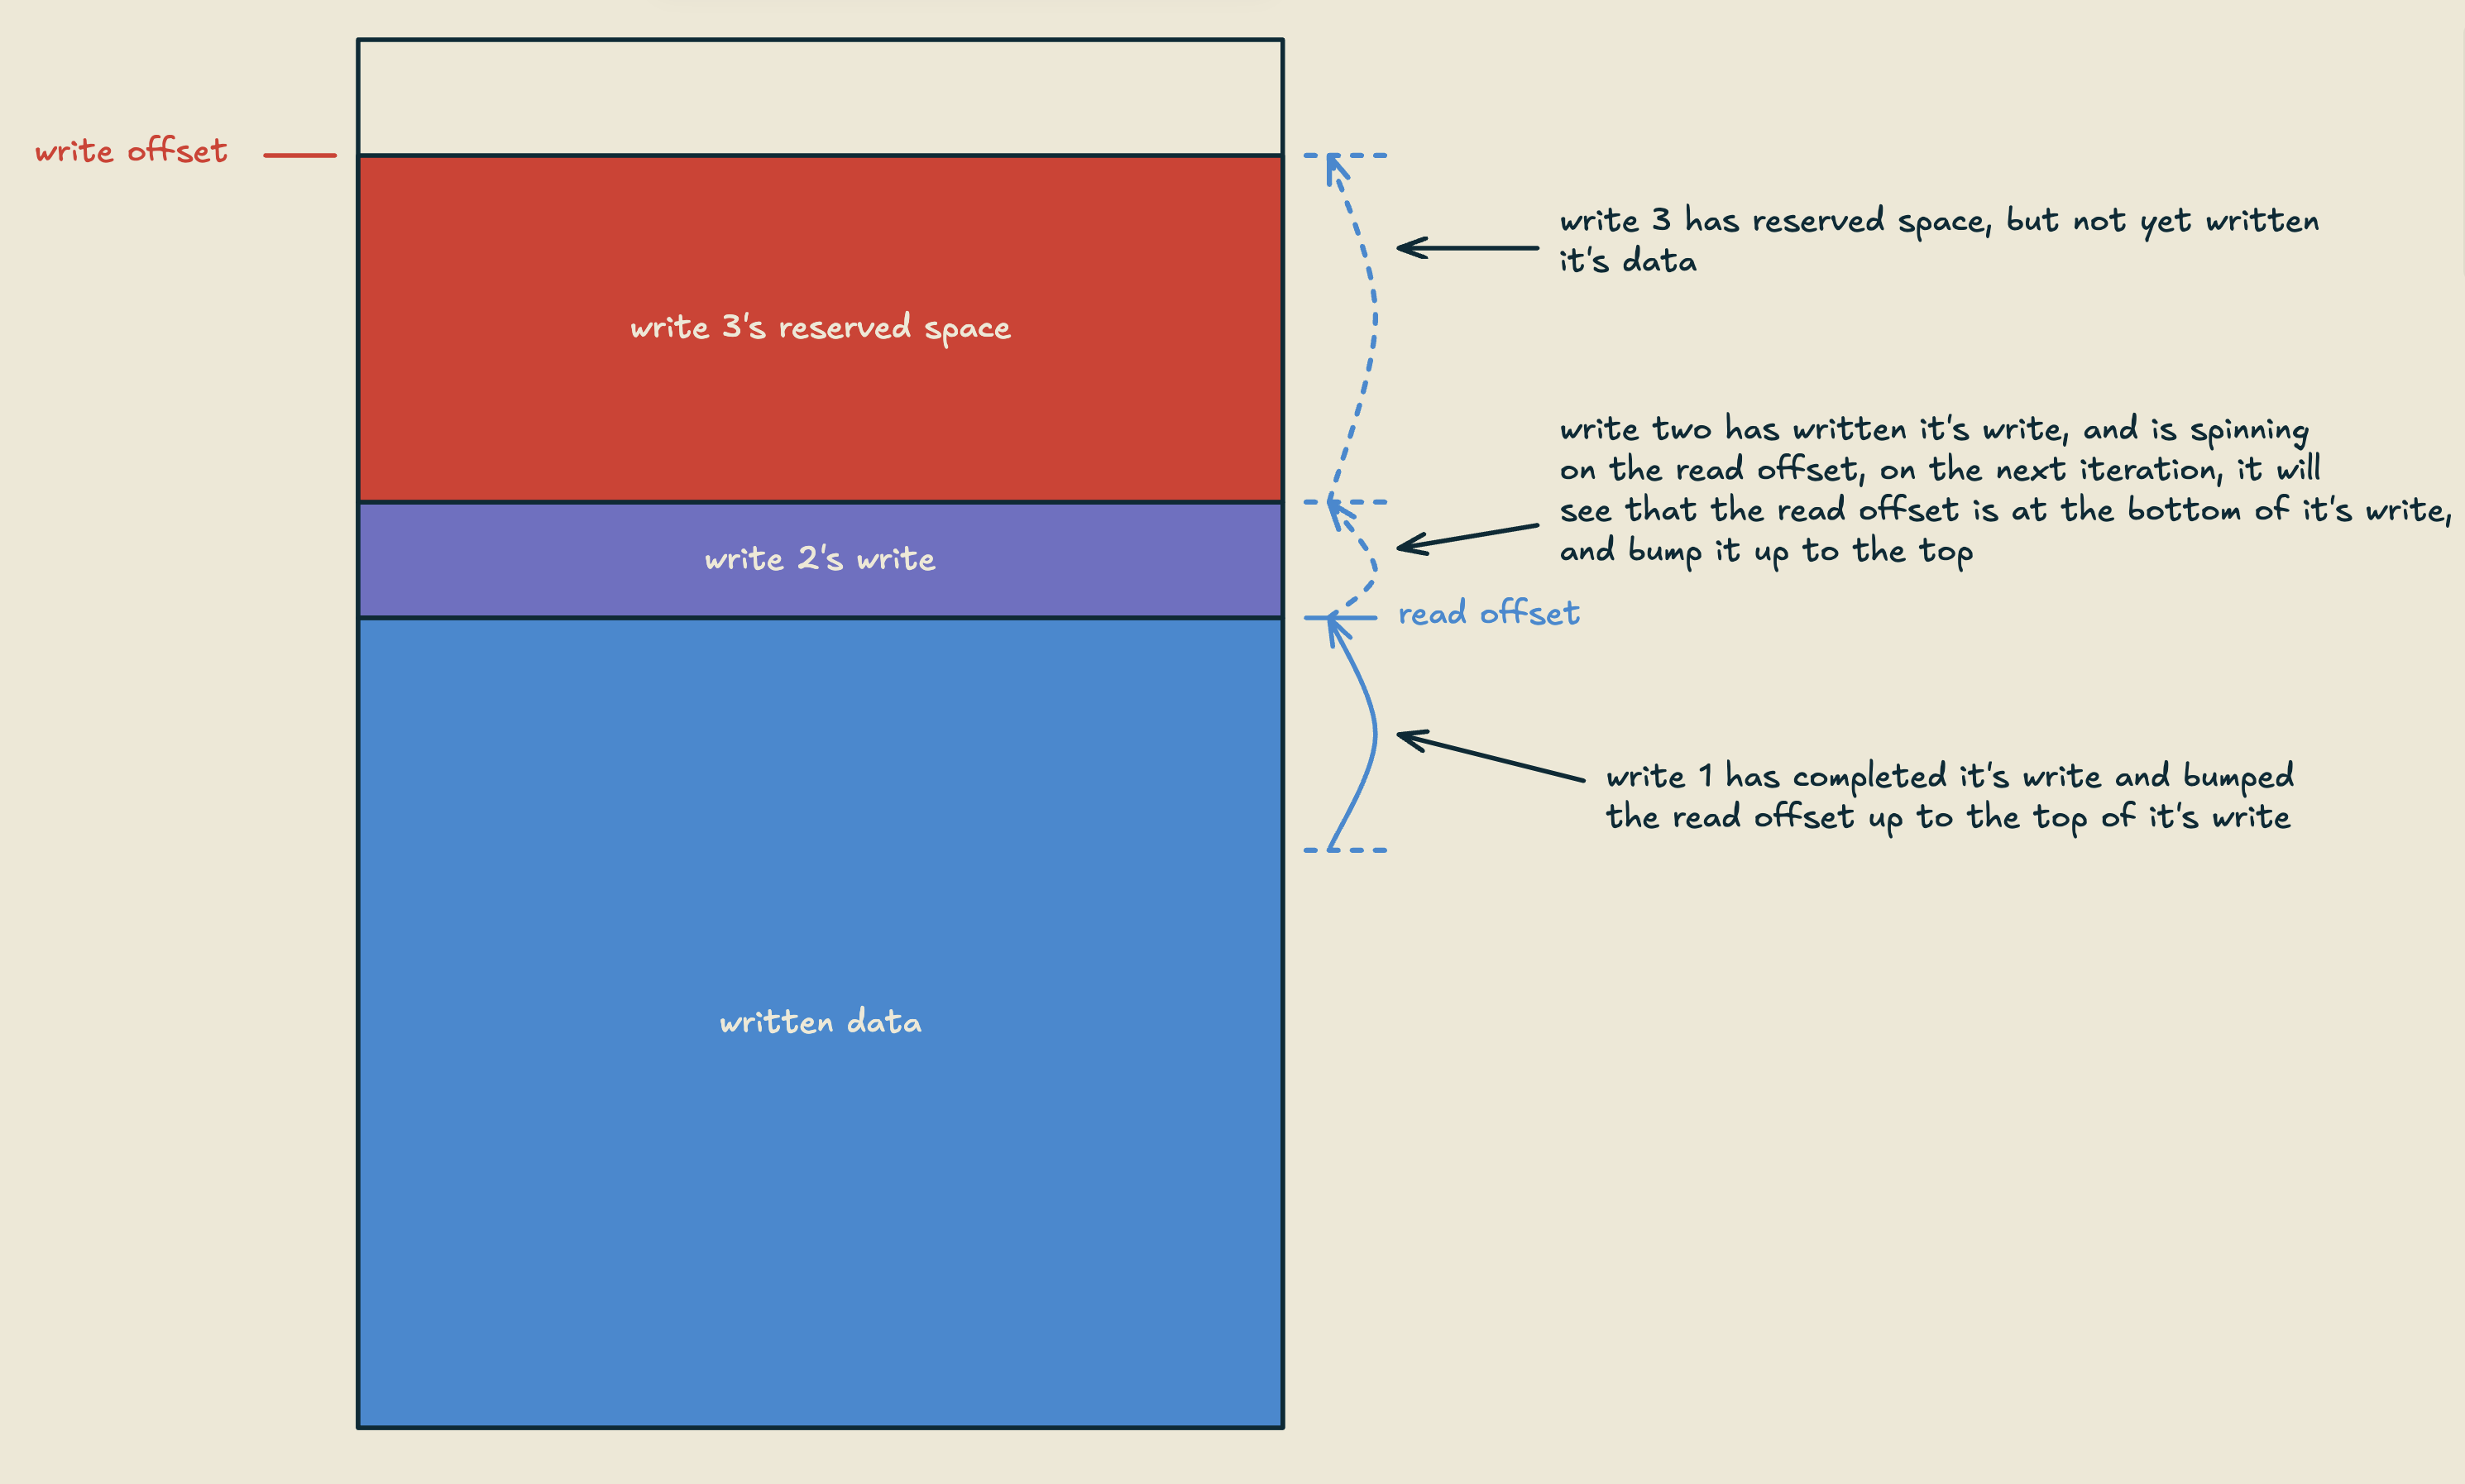 write offset
write 3 has reserved space, but not yet written
it's data
write 3's reserved space
write two has written it's write, and is spinning
on the read offset, on the next iteration, it will
see that the read offset is at the bottom of it's write,
and bump it up to the top
write 2's write
read offset
write 1 has completed it's write and bumped
the read offset up to the top of it's write
written data